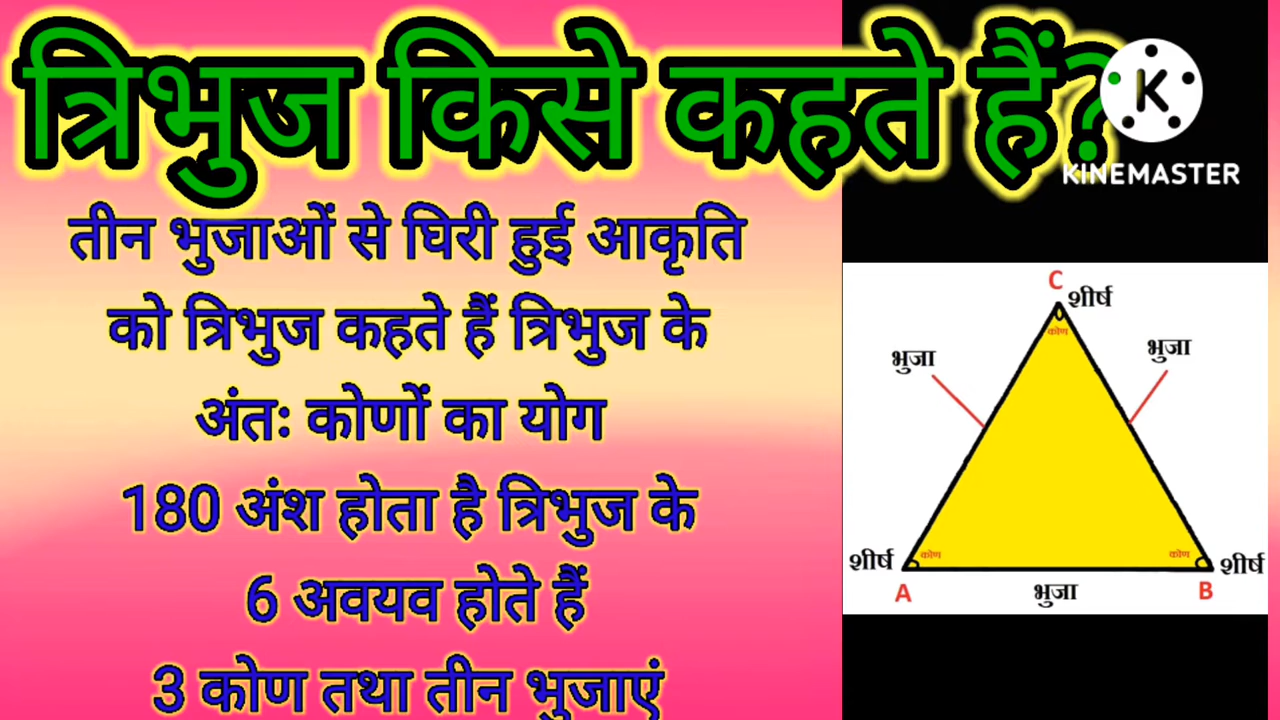 त्रिभुज किसे कहते हैं?
K
KINEMASTER
तीन भुजाओं से घिरी हुई आकृति
को त्रिभुज कहते हैं त्रिभुज के
अंतः कोणों का योग
180 अंश होता है त्रिभुज के
6 अवयव होते हैं
3 कोण तथा तीन भुजाएं
C
शीर्ष
कोण
भुजा
भुजा
कोण
कोण
शीर्ष
शीर्ष
A
भुजा
B